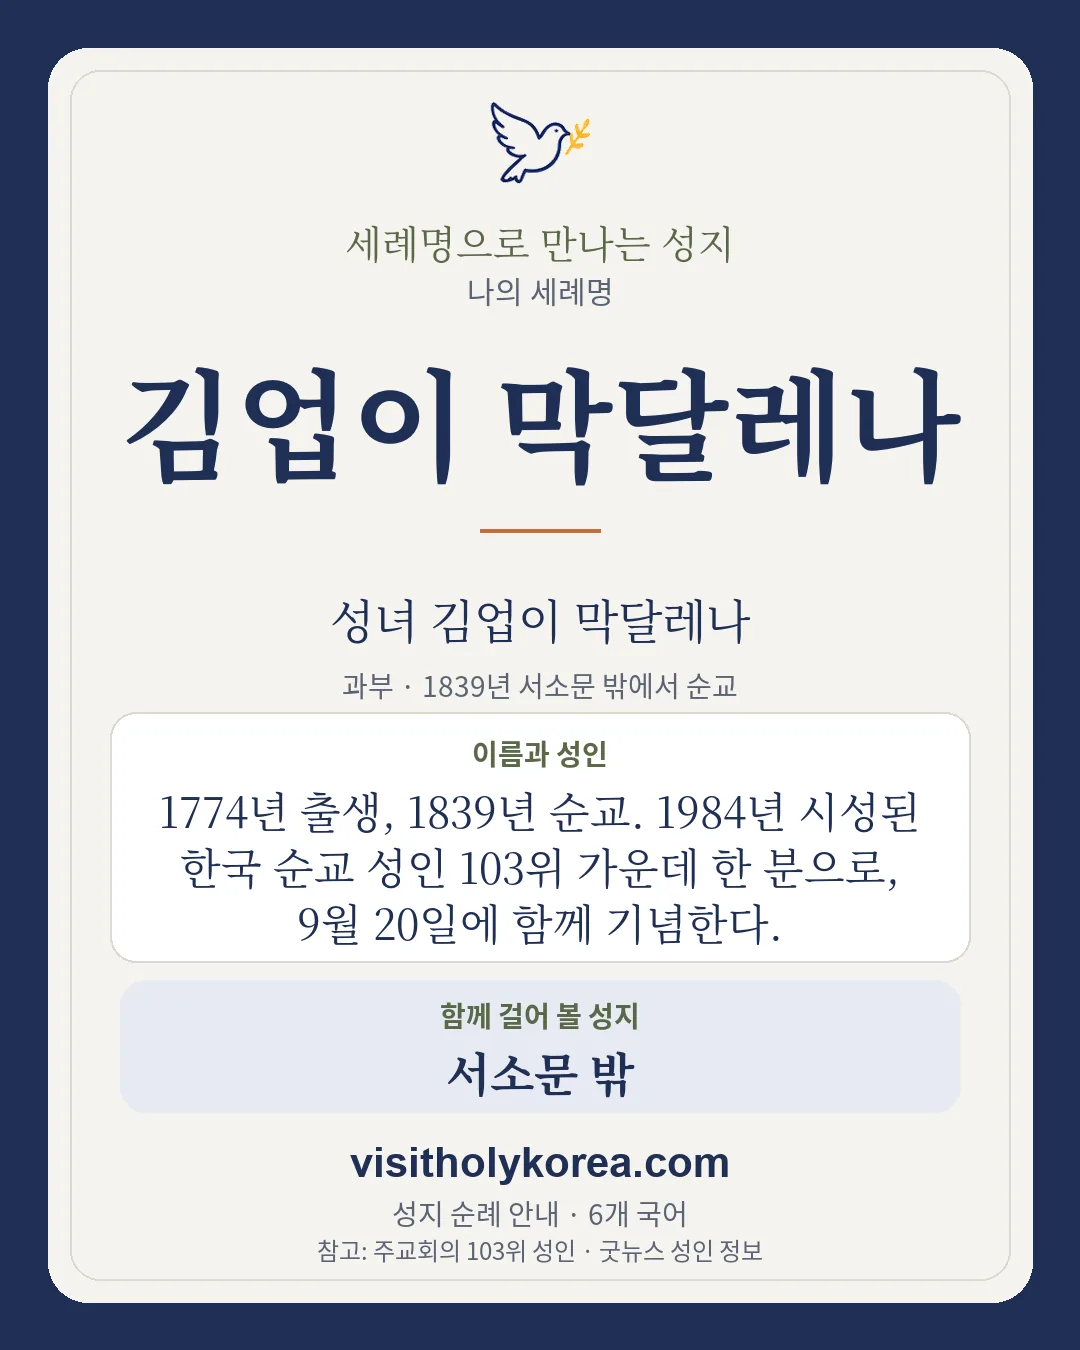 세례명으로 만나는 성지
나의 세례명
김업이 막달레나
성녀 김업이 막달레나
과부 · 1839년 서소문 밖에서 순교
이름과 성인
1774년 출생, 1839년 순교. 1984년 시성된
한국 순교 성인 103위 가운데 한 분으로,
9월 20일에 함께 기념한다.
함께 걸어 볼 성지
서소문 밖
visitholykorea.com
성지 순례 안내 · 6개 국어
참고: 주교회의 103위 성인 · 굿뉴스 성인 정보